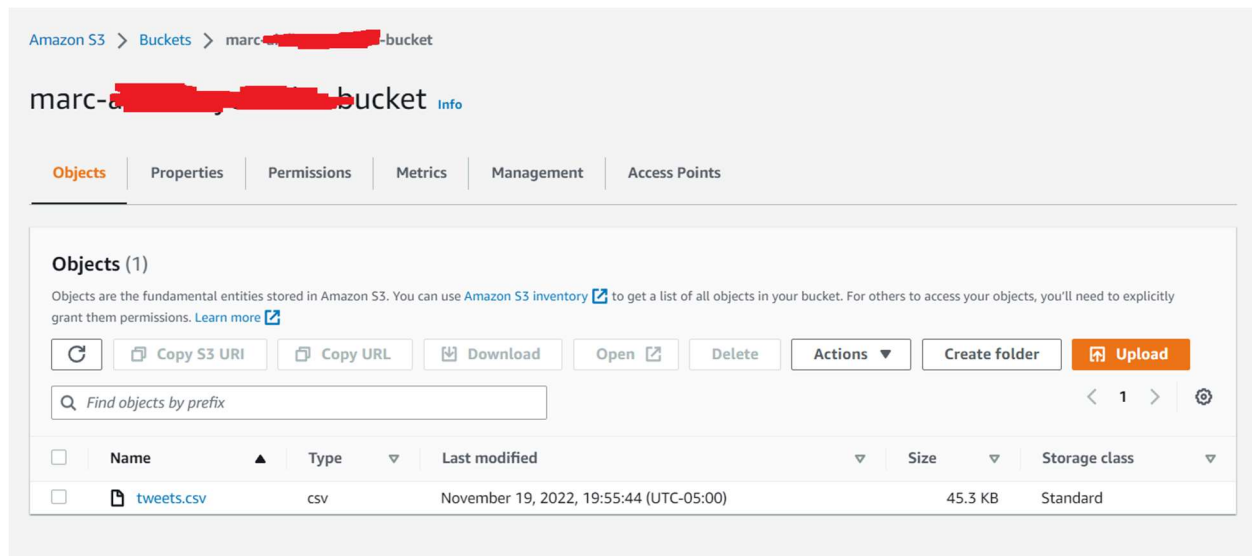 Amazon S3 > Buckets > marc- -bucket
marc- bucket Info
Objects Properties Permissions Metrics Management Access Points
Objects (1)
Objects are the fundamental entities stored in Amazon S3. You can use Amazon S3 inventory to get a list of all objects in your bucket. For others to access your objects, you'll need to explicitly
grant them permissions. Learn more
Copy S3 URI Copy URL Download Open Delete Actions Create folder Upload
Find objects by prefix
1
Name Type Last modified Size Storage class
tweets.csv csv November 19, 2022, 19:55:44 (UTC-05:00) 45.3 KB Standard